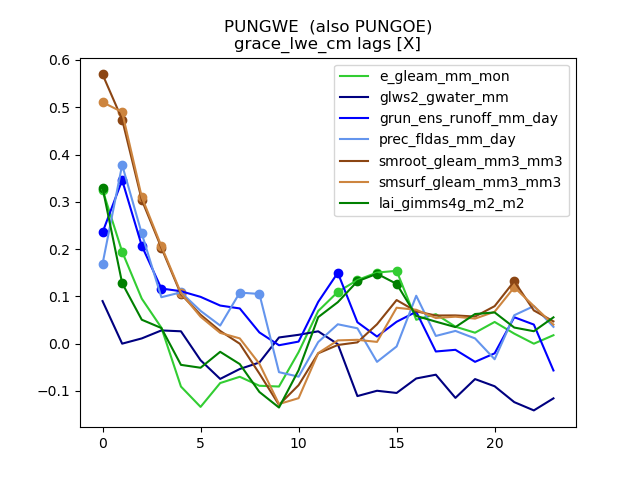 PUNGWE  (also PUNGOE)
grace_lwe_cm lags [X]
e_gleam_mm_mon
glws2_gwater_mm
grun_ens_runoff_mm_day
prec_fldas_mm_day
smroot_gleam_mm3_mm3
smsurf_gleam_mm3_mm3
lai_gimms4g_m2_m2
0.6
0.5
0.4
0.3
0.2
0.1
0.0
−0.1
0
5
10
15
20